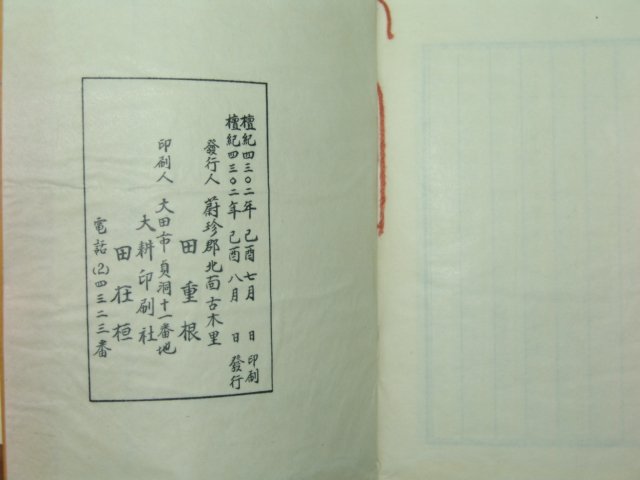 檀紀四三〇二年 己酉 七月 日 印刷
檀紀四三〇二年 己酉 八月 日 發行
發行人 蔚珍郡北面古木里
田重根
印刷人 大田市貞洞十一番地
大耕印刷社
田在桓
電話(2)四三二三番